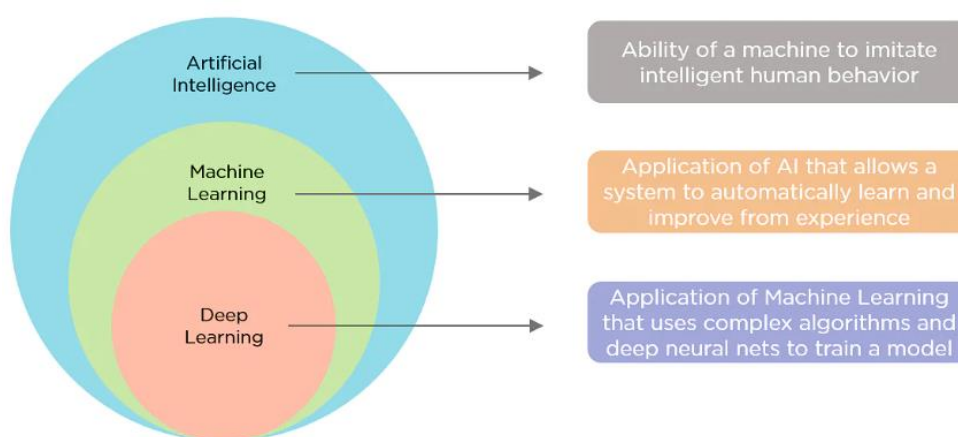 Artificial
Intelligence
Ability of a machine to imitate
intelligent human behavior
Machine
Learning
Application of AI that allows a
system to automatically learn and
improve from experience
Deep
Learning
Application of Machine Learning
that uses complex algorithms and
deep neural nets to train a model